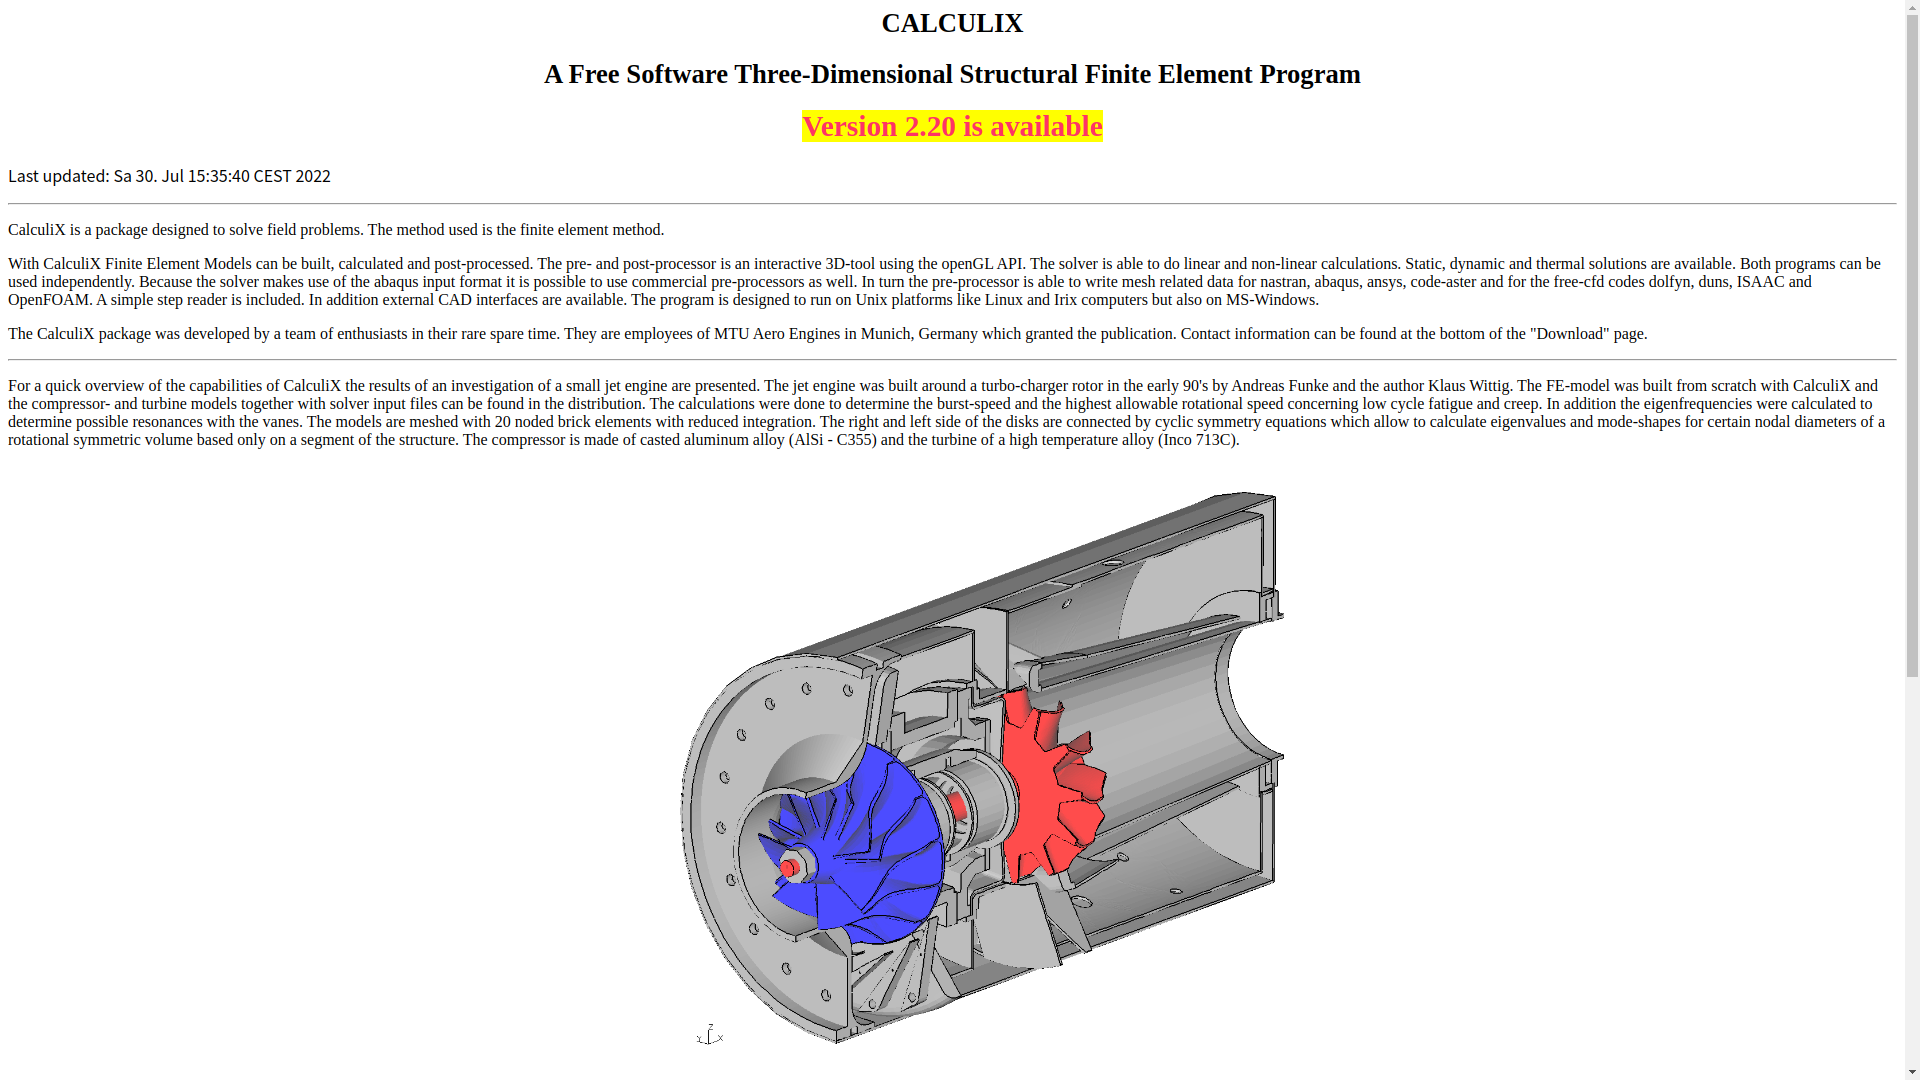 CALCULIX
A Free Software Three-Dimensional Structural Finite Element Program
Version 2.20 is available
Last updated: Sa 30. Jul 15:35:40 CEST 2022
CalculiX is a package designed to solve field problems. The method used is the finite element method.
With CalculiX Finite Element Models can be built, calculated and post-processed. The pre- and post-processor is an interactive 3D-tool using the openGL API. The solver is able to do linear and non-linear calculations. Static, dynamic and thermal solutions are available. Both programs can be
used independently. Because the solver makes use of the abaqus input format it is possible to use commercial pre-processors as well. In turn the pre-processor is able to write mesh related data for nastran, abaqus, ansys, code-aster and for the free-cfd codes dolfyn, duns, ISAAC and
OpenFOAM. A simple step reader is included. In addition external CAD interfaces are available. The program is designed to run on Unix platforms like Linux and Irix computers but also on MS-Windows.
The CalculiX package was developed by a team of enthusiasts in their rare spare time. They are employees of MTU Aero Engines in Munich, Germany which granted the publication. Contact information can be found at the bottom of the "Download" page.
For a quick overview of the capabilities of CalculiX the results of an investigation of a small jet engine are presented. The jet engine was built around a turbo-charger rotor in the early 90's by Andreas Funke and the author Klaus Wittig. The FE-model was built from scratch with CalculiX and
the compressor- and turbine models together with solver input files can be found in the distribution. The calculations were done to determine the burst-speed and the highest allowable rotational speed concerning low cycle fatigue and creep. In addition the eigenfrequencies were calculated to
determine possible resonances with the vanes. The models are meshed with 20 noded brick elements with reduced integration. The right and left side of the disks are connected by cyclic symmetry equations which allow to calculate eigenvalues and mode-shapes for certain nodal diameters of a
rotational symmetric volume based only on a segment of the structure. The compressor is made of casted aluminum alloy (AlSi - C355) and the turbine of a high temperature alloy (Inco 713C).
Z
Y X